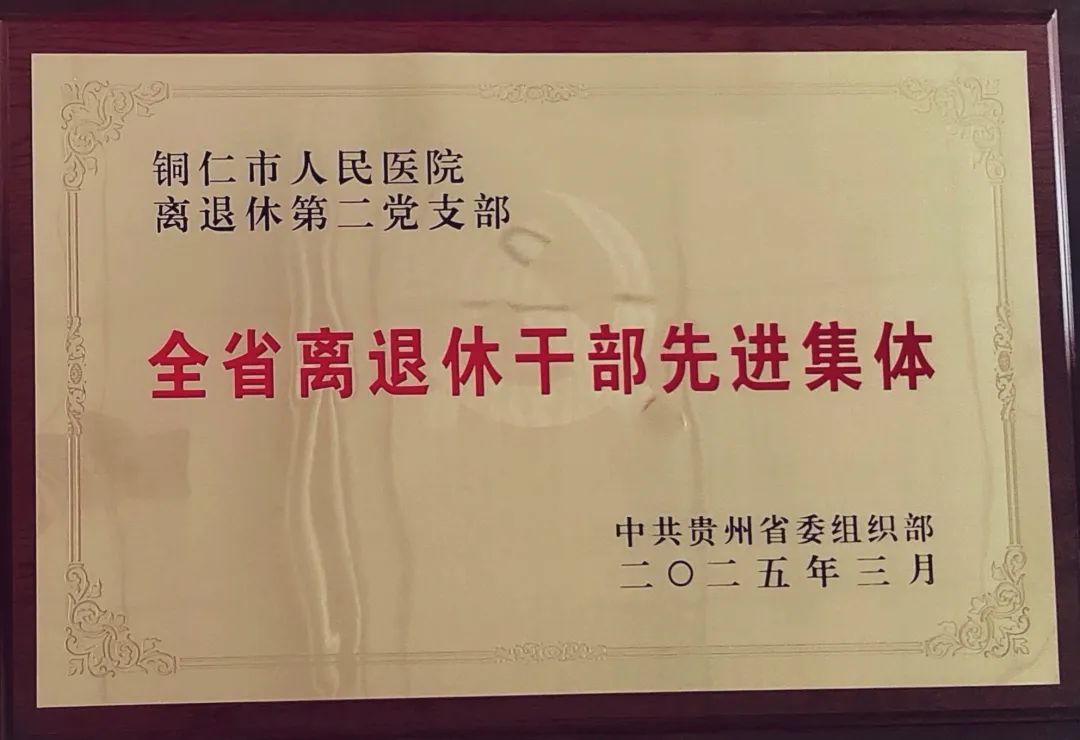 铜仁市人民医院
离退休第二党支部
全省离退休干部先进集体
中共贵州省委组织部
二〇二五年三月